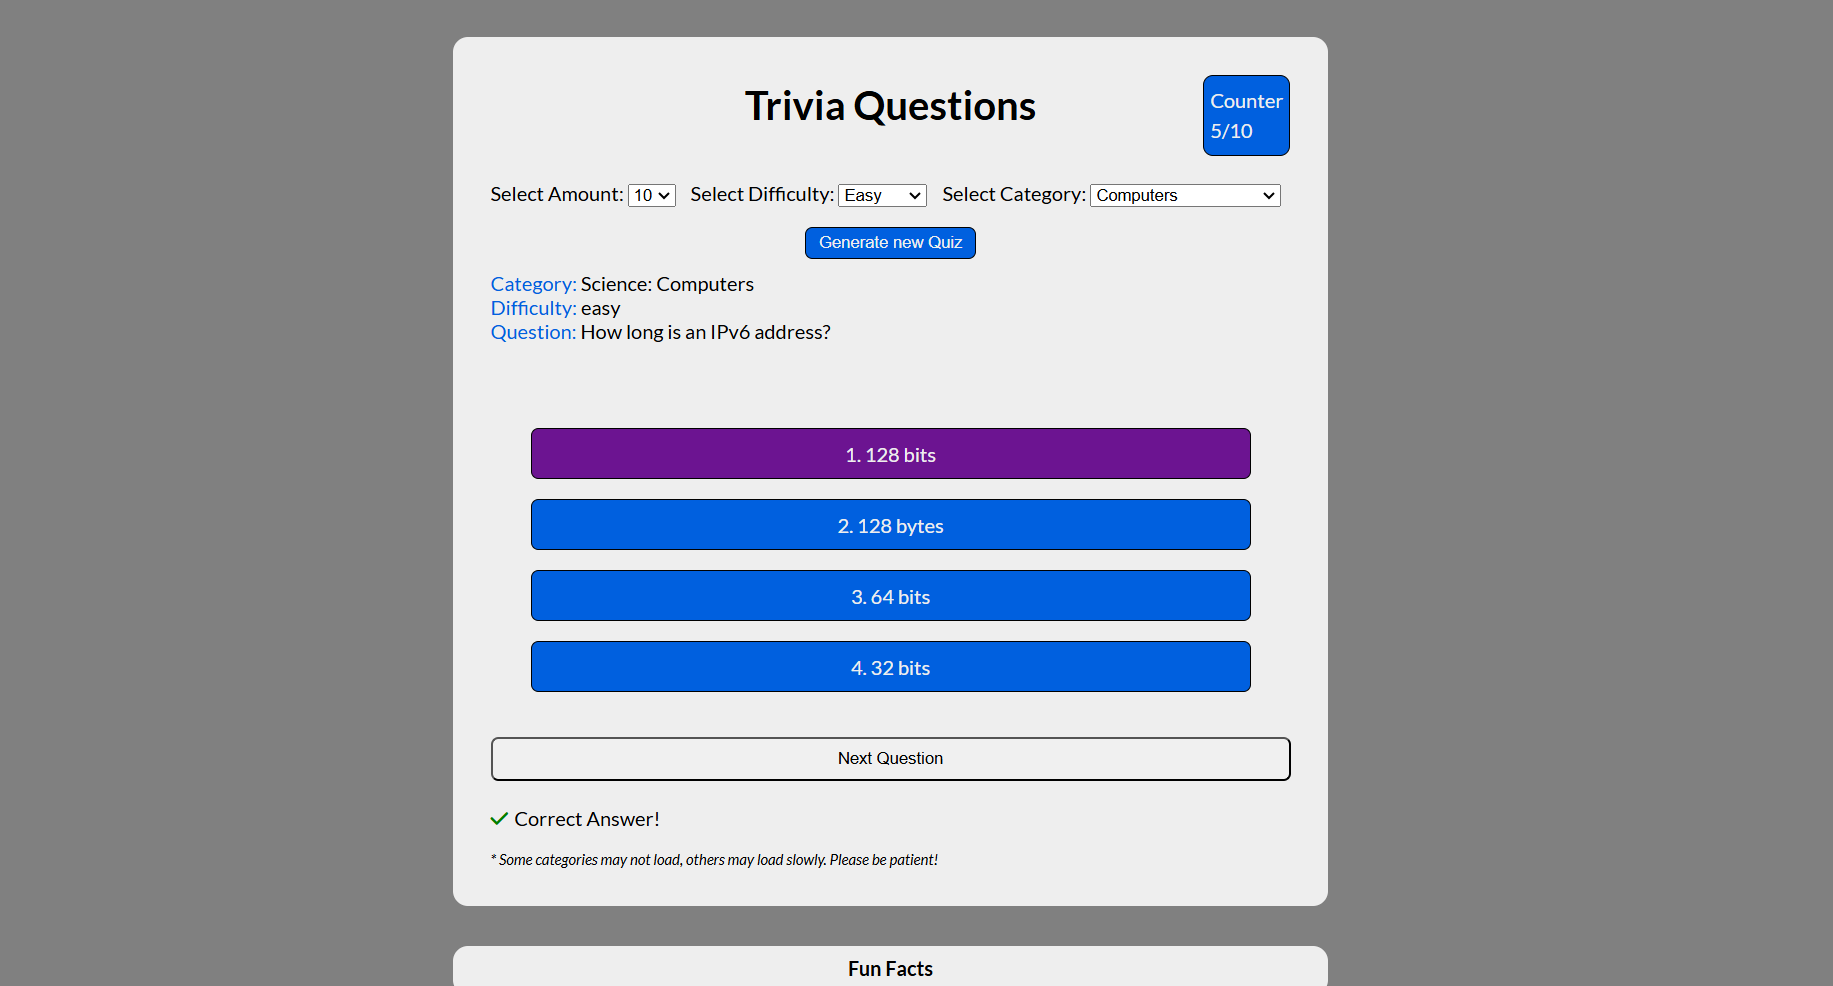 Trivia Questions
Counter
5/10
Select Amount: 10 Select Difficulty: Easy Select Category: Computers
Generate new Quiz
Category: Science: Computers
Difficulty: easy
Question: How long is an IPv6 address?
1. 128 bits
2. 128 bytes
3. 64 bits
4. 32 bits
Next Question
Correct Answer!
* Some categories may not load, others may load slowly. Please be patient!
Fun Facts